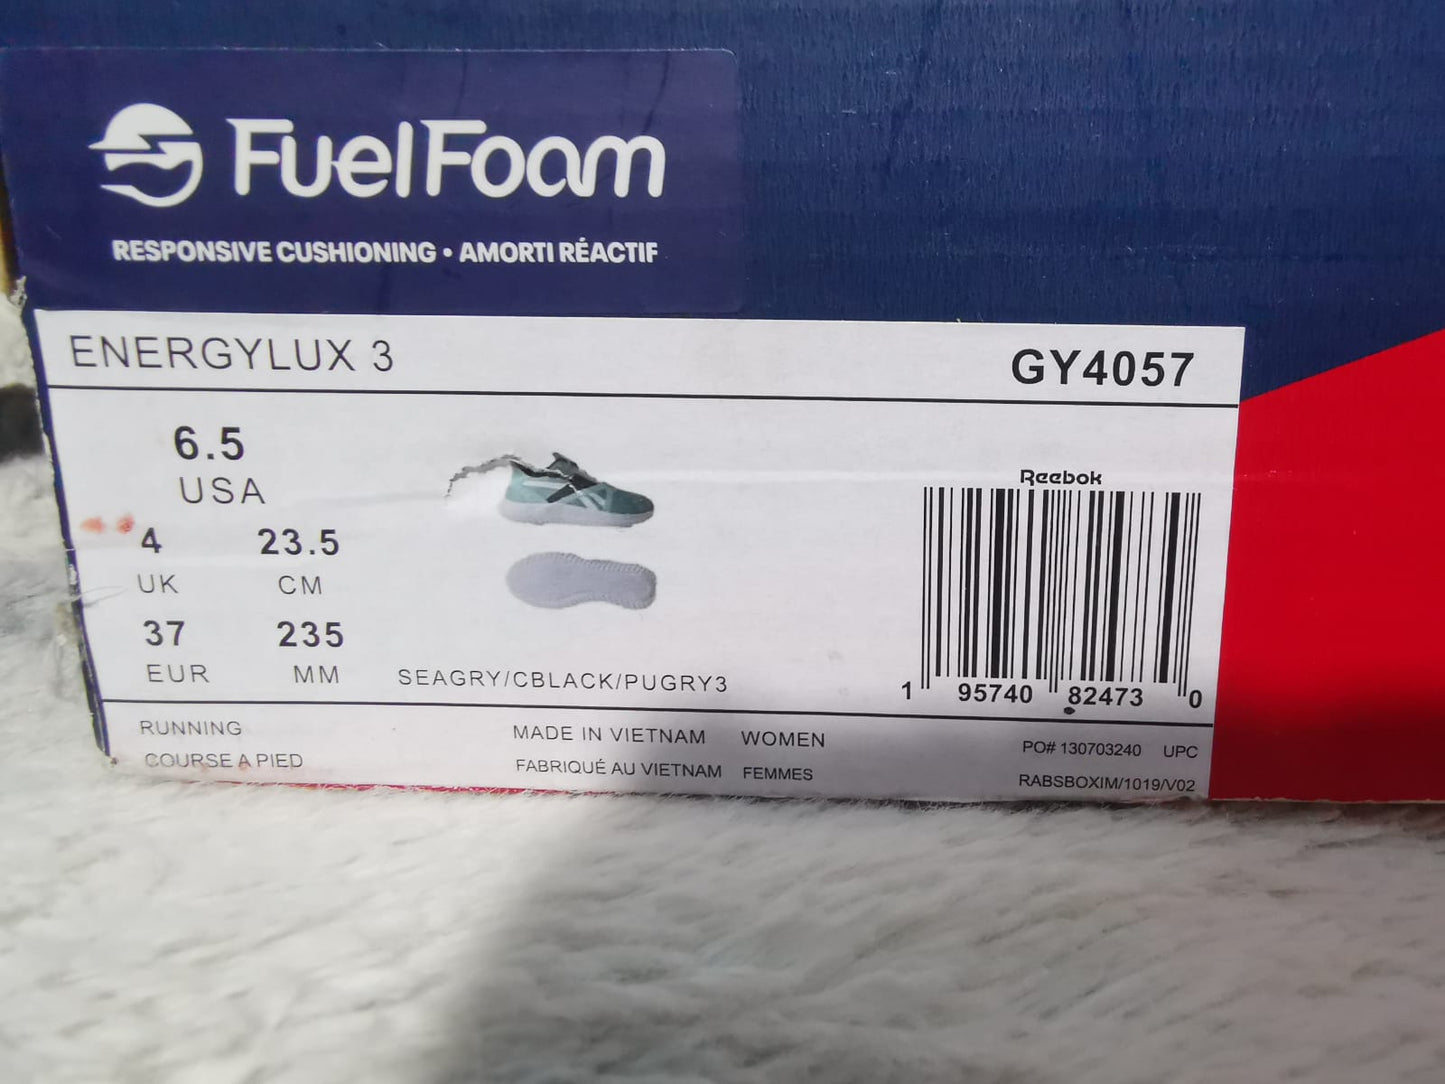 FuelFoam
RESPONSIVE CUSHIONING • AMORTI RÉACTIF
ENERGYLUX 3
GY4057
6.5
USA
4 23.5
UK CM
37 235
EUR MM
SEAGRY/CBLACK/PUGRY3
Reebok
1 95740 82473 0
RUNNING
COURSE A PIED
MADE IN VIETNAM WOMEN
FABRIQUÉ AU VIETNAM FEMMES
PO# 130703240 UPC
RABSBOXIM/1019/V02